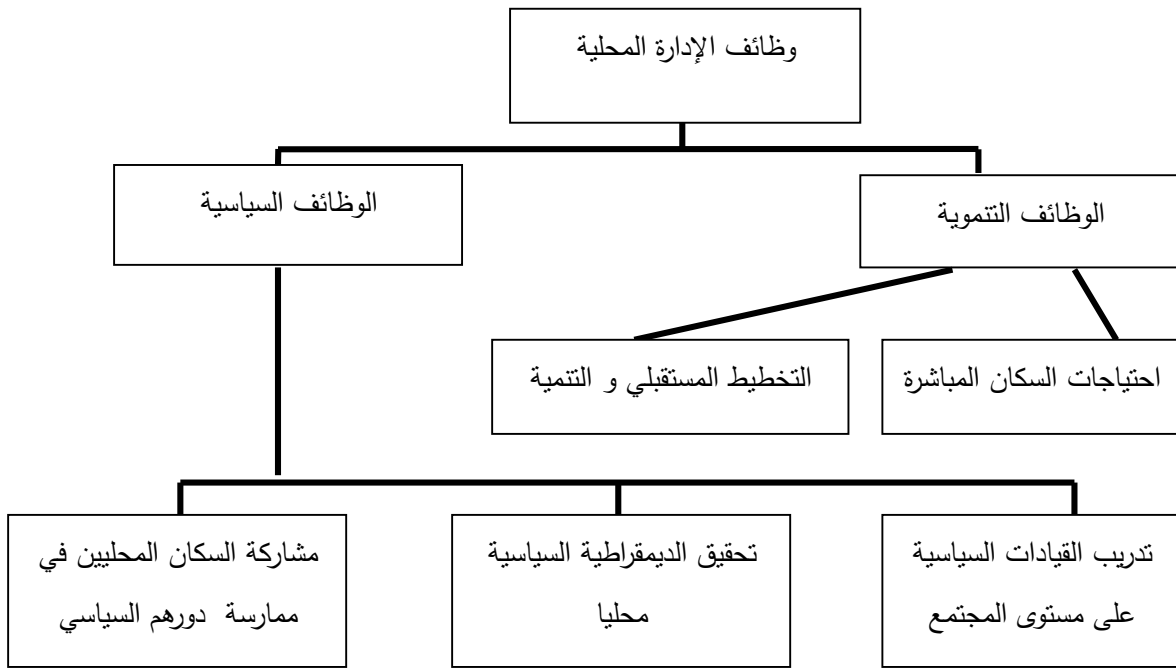 وظائف الإدارة المحلية
الوظائف التنموية
الوظائف السياسية
احتياجات السكان المباشرة
التخطيط المستقبلي و التنمية
تدريب القيادات السياسية
على مستوى المجتمع
تحقيق الديمقراطية السياسية
محليا
مشاركة السكان المحليين في
ممارسة دورهم السياسي